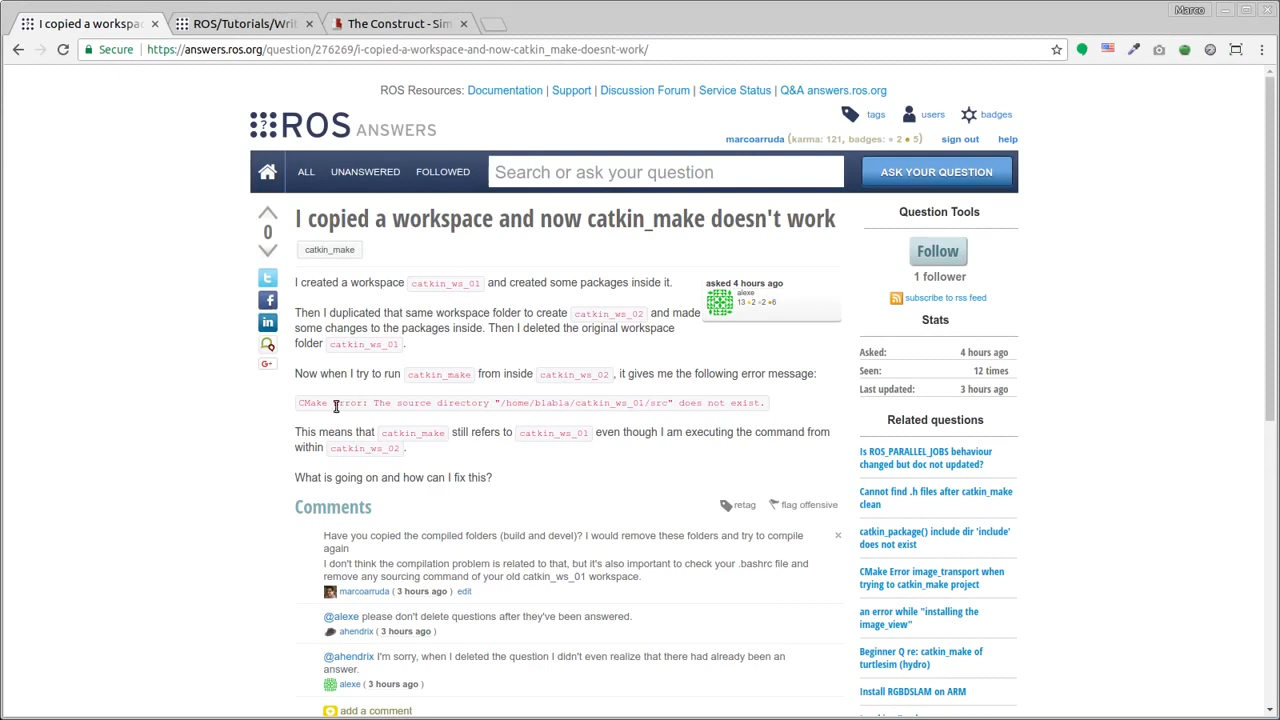 Marco
I copied a workspac
ROS/Tutorials/Writ
The Construct - Sim
Secure
https://answers.ros.org/question/276269/i-copied-a-workspace-and-now-catkin_make-doesnt-work/
ROS Resources: Documentation | Support | Discussion Forum | Service Status | Q&A answers.ros.org
ROS ANSWERS
tags
users
badges
marcoarruda (karma: 121, badges: ● 2 ● 5)
sign out
help
ALL
UNANSWERED
FOLLOWED
Search or ask your question
ASK YOUR QUESTION
0
I copied a workspace and now catkin_make doesn't work
catkin_make
I created a workspace catkin_ws_01 and created some packages inside it.
asked 4 hours ago
alexe
13 ●2 ●2 ●6
Then I duplicated that same workspace folder to create catkin_ws_02 and made
some changes to the packages inside. Then I deleted the original workspace
folder catkin_ws_01.
Now when I try to run catkin_make from inside catkin_ws_02, it gives me the following error message:
CMake Error: The source directory "/home/blabla/catkin_ws_01/src" does not exist.
This means that catkin_make still refers to catkin_ws_01 even though I am executing the command from
within catkin_ws_02.
What is going on and how can I fix this?
Comments
retag
flag offensive
Have you copied the compiled folders (build and devel)? I would remove these folders and try to compile
again
I don't think the compilation problem is related to that, but it's also important to check your .bashrc file and
remove any sourcing command of your old catkin_ws_01 workspace.
marcoarruda ( 3 hours ago ) edit
@alexe please don't delete questions after they've been answered.
ahendrix ( 3 hours ago )
@ahendrix I'm sorry, when I deleted the question I didn't even realize that there had already been an
answer.
alexe ( 3 hours ago )
add a comment
Question Tools
Follow
1 follower
subscribe to rss feed
Stats
Asked: 4 hours ago
Seen: 12 times
Last updated: 3 hours ago
Related questions
Is ROS_PARALLEL_JOBS behaviour
changed but doc not updated?
Cannot find .h files after catkin_make
clean
catkin_package() include dir 'include'
does not exist
CMake Error image_transport when
trying to catkin_make project
an error while "installing the
image_view"
Beginner Q re: catkin_make of
turtlesim (hydro)
Install RGBDSLAM on ARM